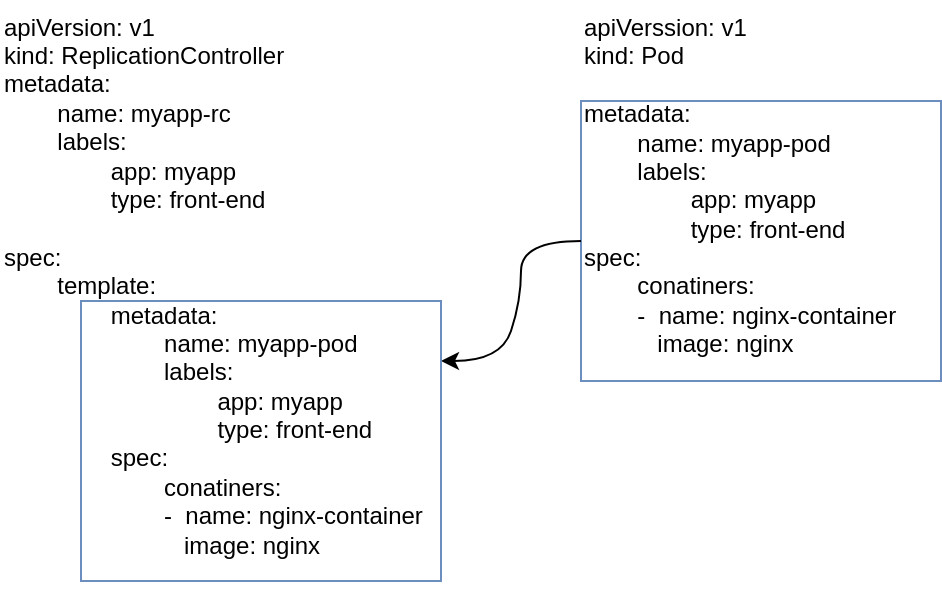 apiVersion: v1
kind: ReplicationController
metadata:
name: myapp-rc
labels:
app: myapp
type: front-end
spec:
template:
metadata:
name: myapp-pod
labels:
app: myapp
type: front-end
spec:
conatiners:
- name: nginx-container
image: nginx
apiVerssion: v1
kind: Pod
metadata:
name: myapp-pod
labels:
app: myapp
type: front-end
spec:
conatiners:
- name: nginx-container
image: nginx